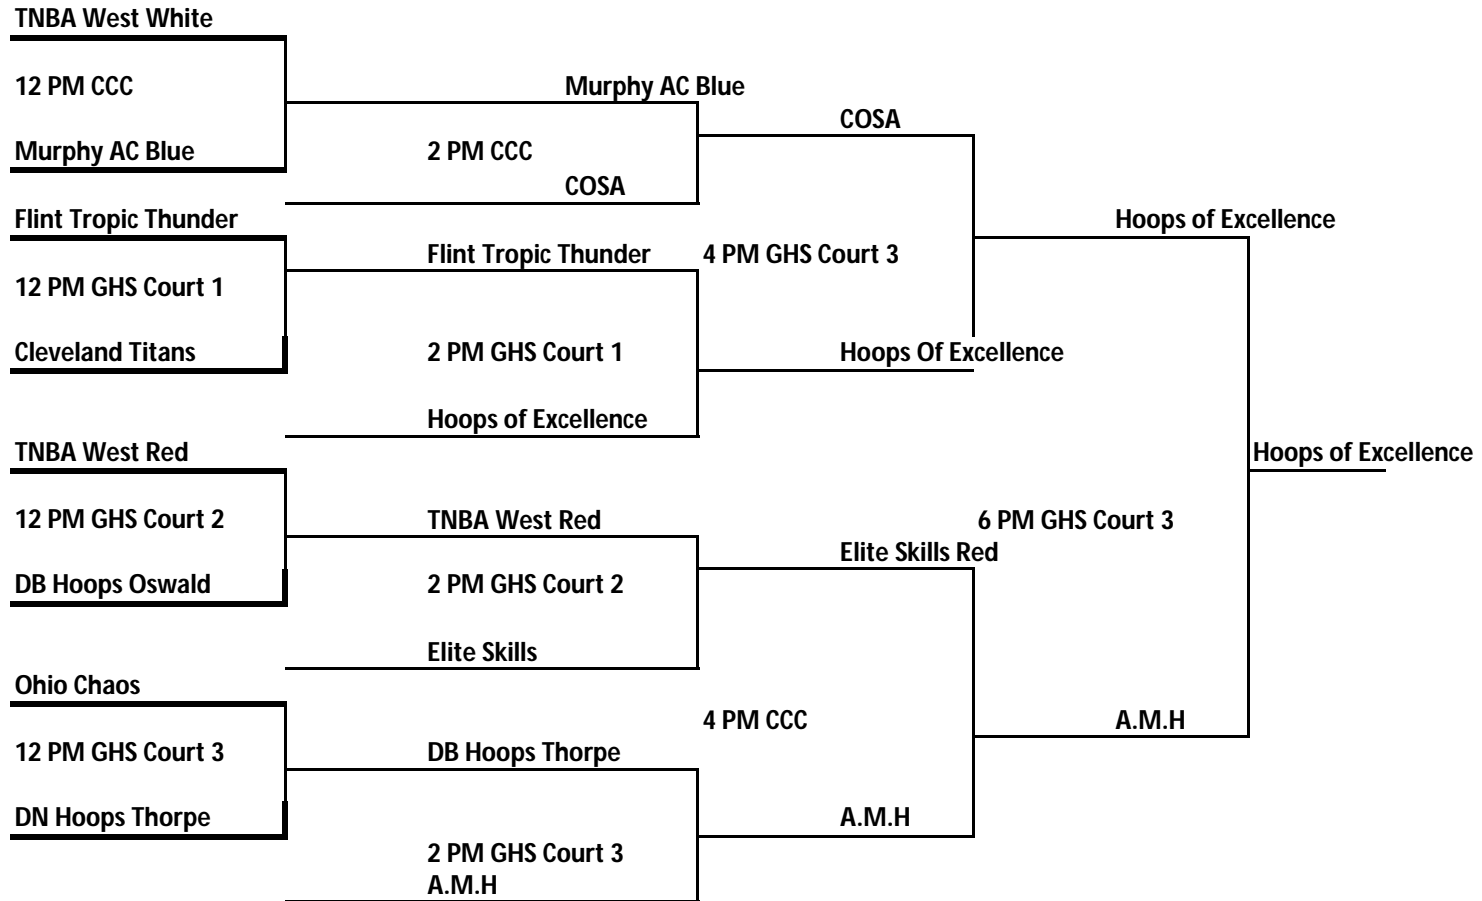 TNBA West White
12 PM CCC
Murphy AC Blue
COSA
Murphy AC Blue
2 PM CCC
COSA
Flint Tropic Thunder
Hoops of Excellence
Flint Tropic Thunder
4 PM GHS Court 3
12 PM GHS Court 1
Cleveland Titans
2 PM GHS Court 1
Hoops Of Excellence
Hoops of Excellence
TNBA West Red
Hoops of Excellence
12 PM GHS Court 2
TNBA West Red
6 PM GHS Court 3
Elite Skills Red
DB Hoops Oswald
2 PM GHS Court 2
Elite Skills
Ohio Chaos
4 PM CCC
A.M.H
12 PM GHS Court 3
DB Hoops Thorpe
DN Hoops Thorpe
A.M.H
2 PM GHS Court 3
A.M.H